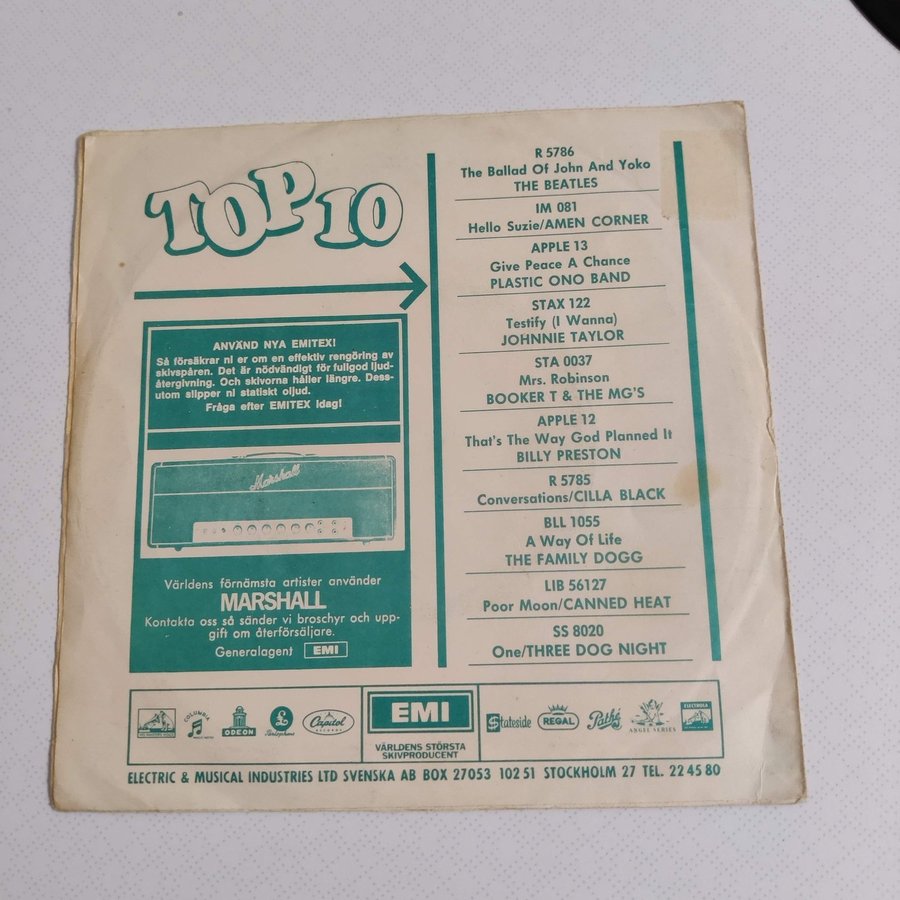 TOP 10
ANVÄND NYA EMITEX!
Så försäkrar ni er om en effektiv rengöring av
skivspåren. Det är nödvändigt för fullgod ljud-
återgivning. Och skivorna håller längre. Dess-
utom slipper ni statiskt oljud.
Fråga efter EMITEX idag!
Marshall
Världens förnämsta artister använder
MARSHALL
Kontakta oss så sänder vi broschyr och upp-
gift om återförsäljare.
Generalagent EMI
R 5786
The Ballad Of John And Yoko
THE BEATLES
IM 081
Hello Suzie/AMEN CORNER
APPLE 13
Give Peace A Chance
PLASTIC ONO BAND
STAX 122
Testify (I Wanna)
JOHNNIE TAYLOR
STA 0037
Mrs. Robinson
BOOKER T & THE MG'S
APPLE 12
That's The Way God Planned It
BILLY PRESTON
R 5785
Conversations/CILLA BLACK
BLL 1055
A Way Of Life
THE FAMILY DOGG
LIB 56127
Poor Moon/CANNED HEAT
SS 8020
One/THREE DOG NIGHT
COLUMBIA
ODEON
Parlophone
Capitol
RECORDS
EMI
VÄRLDENS STÖRSTA
SKIVPRODUCENT
Stateside
REGAL
Pathé
ANGEL SERIES
ELECTROLA
ELECTRIC & MUSICAL INDUSTRIES LTD SVENSKA AB BOX 27053 102 51 STOCKHOLM 27 TEL. 22 45 80